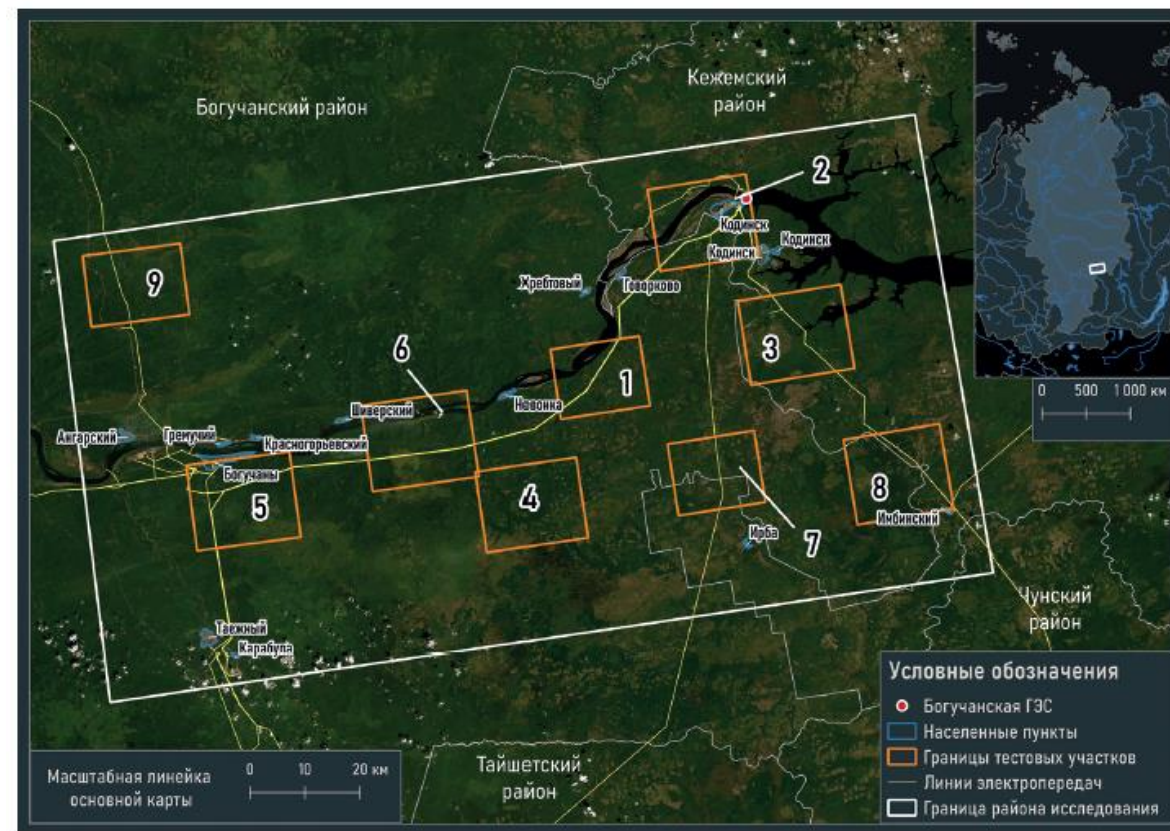 Богучанский район
Кежемский
район
2
Кодинск
Кодинск
Кодинск
Хребтовый
Говорково
9
3
6
1
Шиверский
Невонка
Ангарский
Гремучий
Красногорьевский
Богучаны
5
4
8
Имбинский
Ирба
7
Таежный
Карабула
Чунский
район
Тайшетский
район
0 500 1 000 км
Масштабная линейка
основной карты
0 10 20 км
Условные обозначения
Богучанская ГЭС
Населенные пункты
Границы тестовых участков
Линии электропередач
Граница района исследования